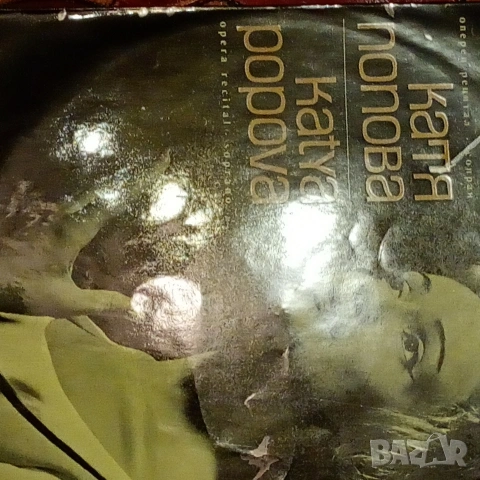 оперен рецитал сопран
катя
попова
katya
popova
opera recital soprano
BAZAR